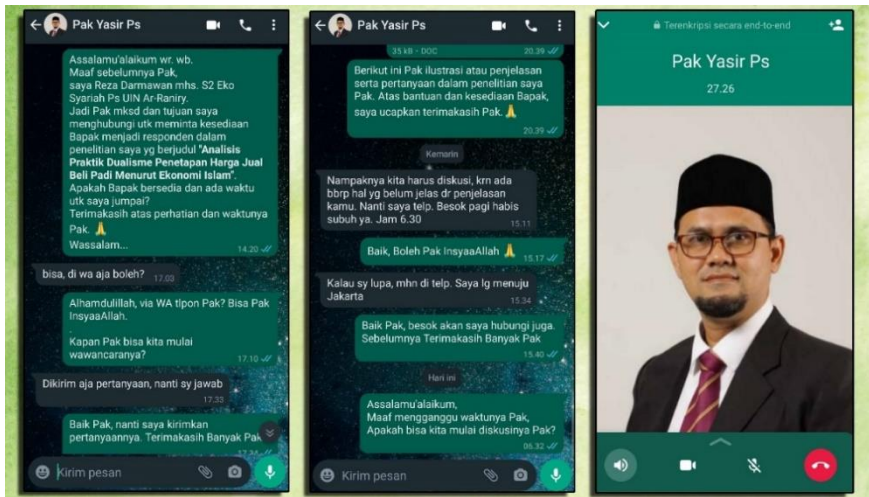 Pak Yasir Ps
Assalamu'alaikum wr. wb.
Maaf sebelumnya Pak,
saya Reza Darmawan mhs. S2 Eko
Syariah Ps UIN Ar-Raniry.
Jadi Pak mksd dan tujuan saya
menghubungi utk meminta kesediaan
Bapak menjadi responden dalam
penelitian saya yg berjudul "Analisis
Praktik Dualisme Penetapan Harga Jual
Beli Padi Menurut Ekonomi Islam".
Apakah Bapak bersedia dan ada waktu
utk saya jumpai?
Terimakasih atas perhatian dan waktunya
Pak. 🙏
Wassalam...
14.20
bisa, di wa aja boleh?
17.03
Alhamdulillah, via WA tlpon Pak? Bisa Pak
InsyaaAllah.
.
Kapan Pak bisa kita mulai
wawancaranya?
17.10
Dikirim aja pertanyaan, nanti sy jawab
17.33
Baik Pak, nanti saya kirimkan
pertanyaannya. Terimakasih Banyak Pak
Kirim pesan
Pak Yasir Ps
35 kB • DOC
20.39
Berikut ini Pak ilustrasi atau penjelasan
serta pertanyaan dalam penelitian saya
Pak. Atas bantuan dan kesediaan Bapak,
saya ucapkan terimakasih Pak. 🙏
20.39
Kemarin
Nampaknya kita harus diskusi, krn ada
bbrp hal yg belum jelas dr penjelasan
kamu. Nanti saya telp. Besok pagi habis
subuh ya. Jam 6.30
15.11
Baik, Boleh Pak InsyaaAllah 🙏
15.17
Kalau sy lupa, mhn di telp. Saya lg menuju
Jakarta
15.34
Baik Pak, besok akan saya hubungi juga.
Sebelumnya Terimakasih Banyak Pak
15.40
Hari ini
Assalamu'alaikum,
Maaf mengganggu waktunya Pak,
Apakah bisa kita mulai diskusinya Pak?
06.32
Kirim pesan
Terenkripsi secara end-to-end
Pak Yasir Ps
27.26